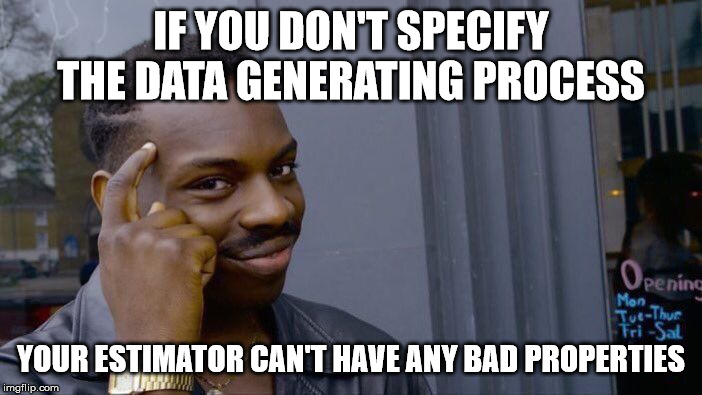 IF YOU DON'T SPECIFY
THE DATA GENERATING PROCESS
Opening
Mon
Tue-Thur
Fri-Sat
YOUR ESTIMATOR CAN'T HAVE ANY BAD PROPERTIES
imgflip.com